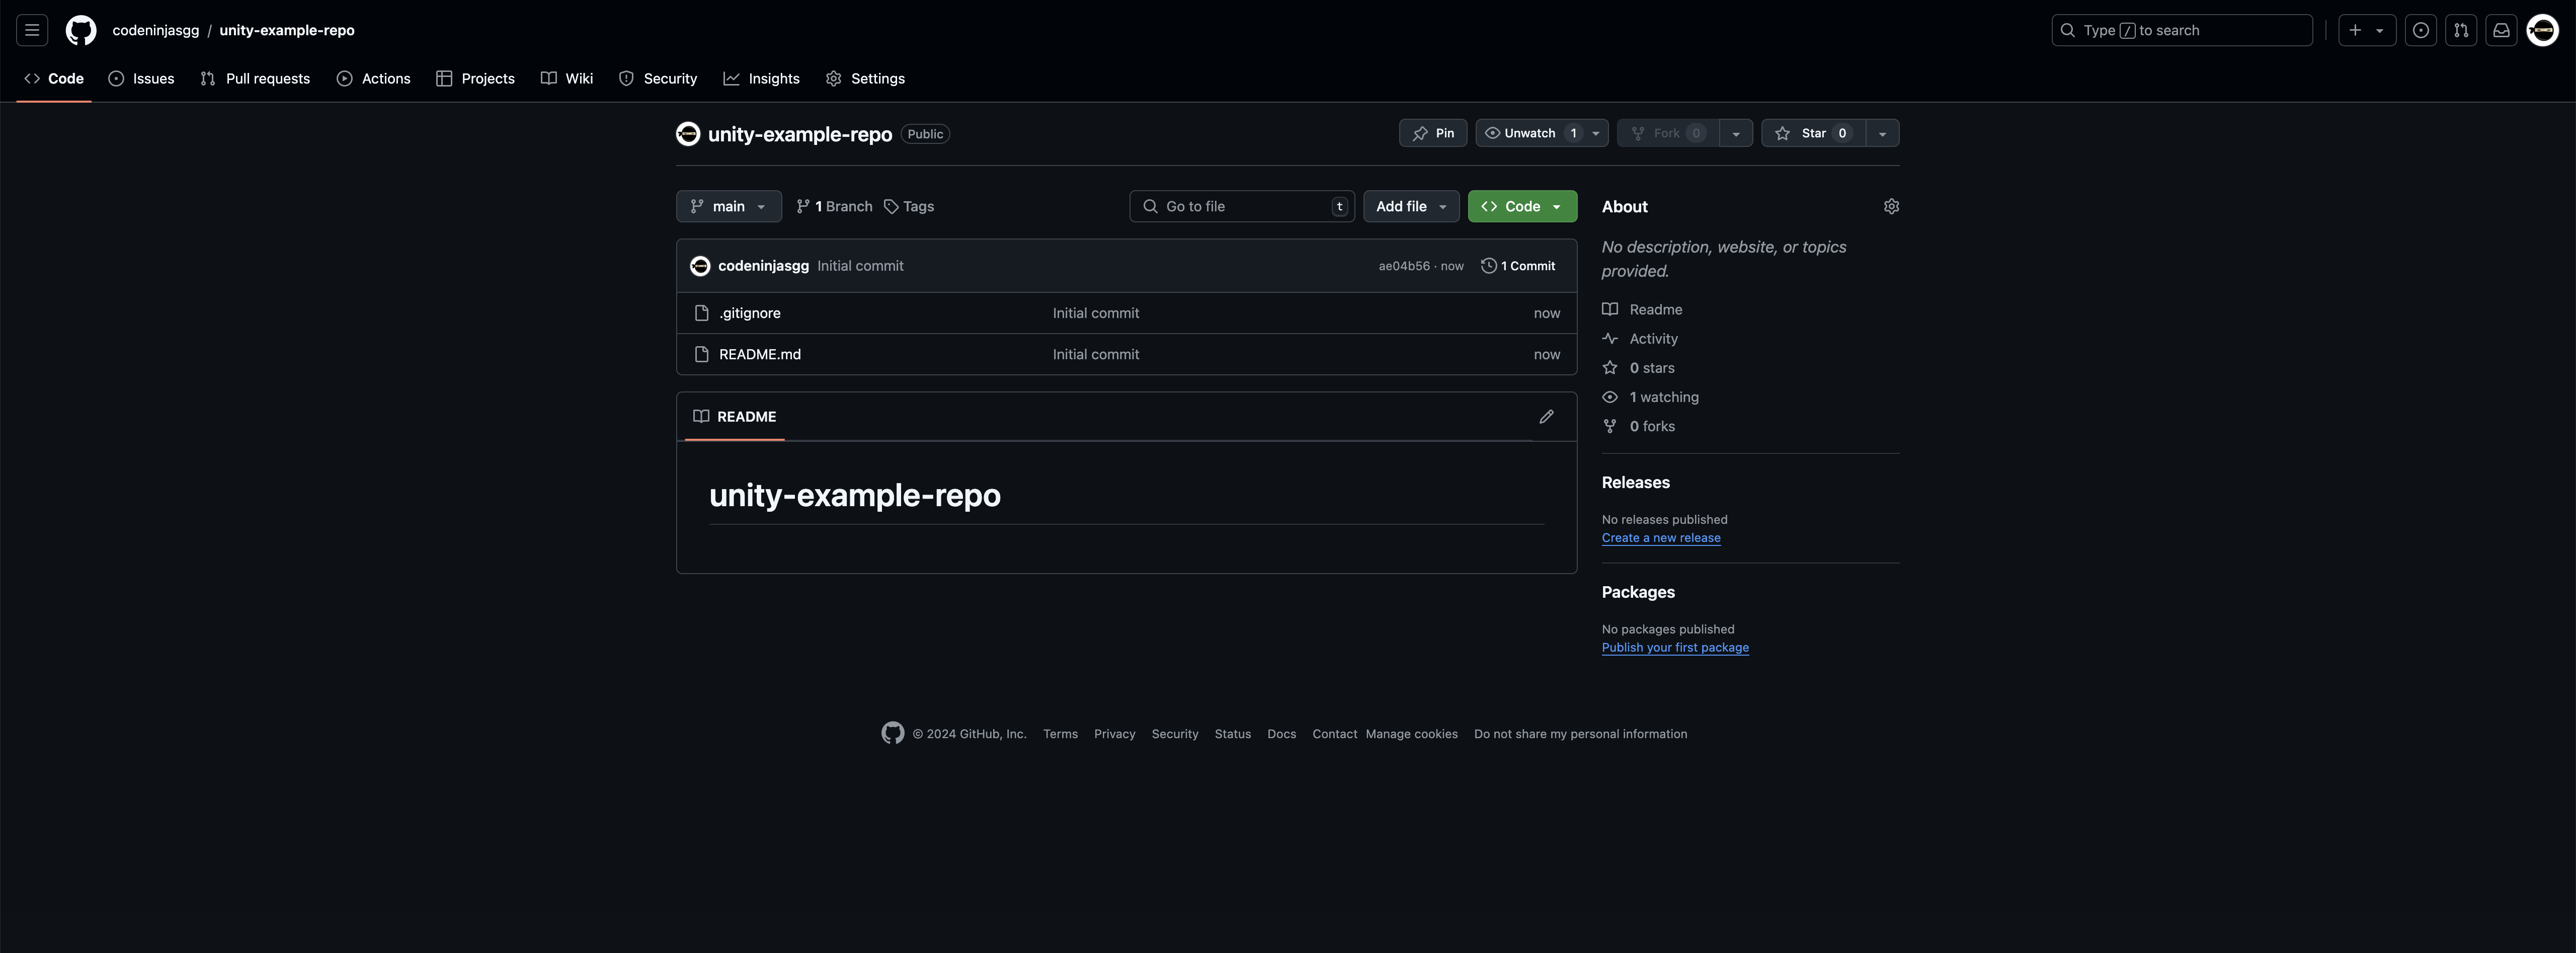 codeninjasgg / unity-example-repo
Type / to search
Code Issues Pull requests Actions Projects Wiki Security Insights Settings
unity-example-repo Public
Pin Unwatch 1 Fork 0 Star 0
main 1 Branch Tags Go to file t Add file Code
codeninjasgg Initial commit ae04b56 · now 1 Commit
.gitignore Initial commit now
README.md Initial commit now
README
unity-example-repo
About
No description, website, or topics
provided.
Readme
Activity
0 stars
1 watching
0 forks
Releases
No releases published
Create a new release
Packages
No packages published
Publish your first package
© 2024 GitHub, Inc. Terms Privacy Security Status Docs Contact Manage cookies Do not share my personal information